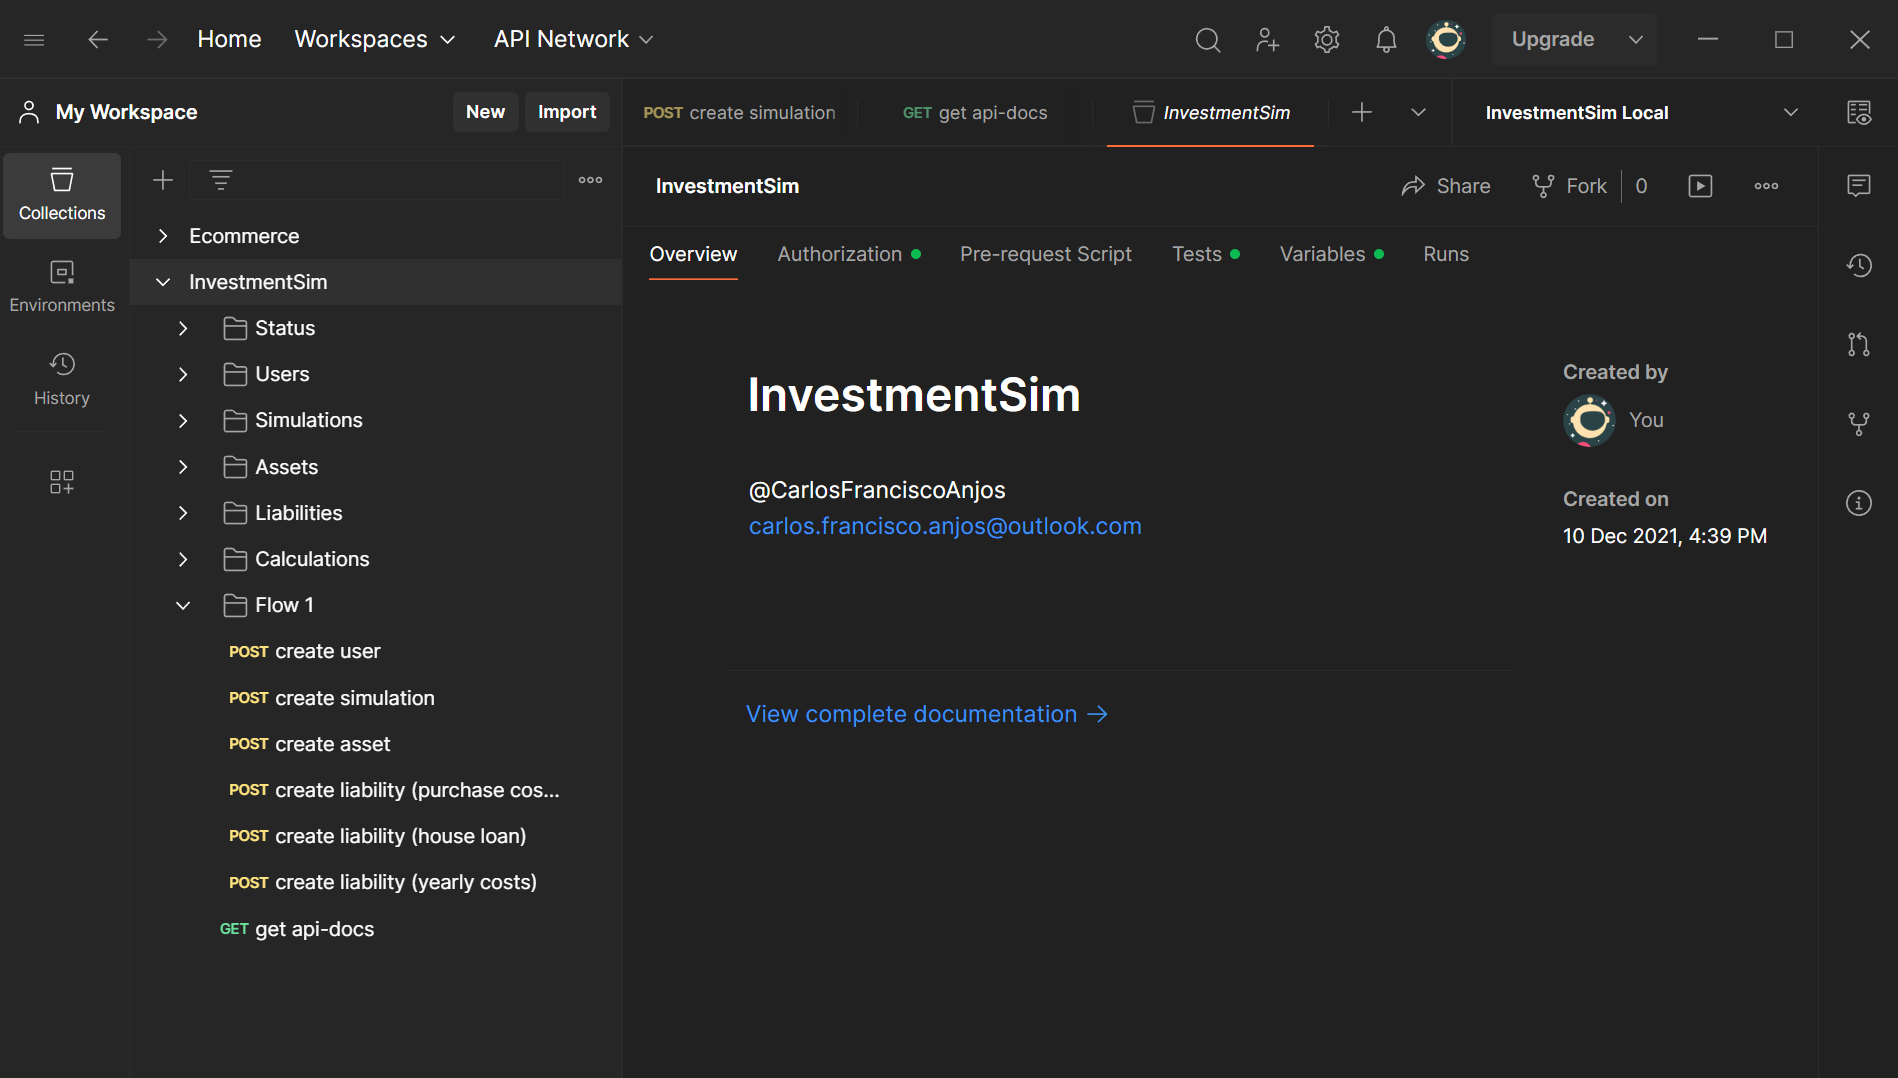 Home Workspaces API Network Upgrade
My Workspace New Import
POST create simulation GET get api-docs InvestmentSim InvestmentSim Local
Collections
Environments
History
Ecommerce
InvestmentSim
Status
Users
Simulations
Assets
Liabilities
Calculations
Flow 1
POST create user
POST create simulation
POST create asset
POST create liability (purchase cos...
POST create liability (house loan)
POST create liability (yearly costs)
GET get api-docs
InvestmentSim Share Fork 0
Overview Authorization Pre-request Script Tests Variables Runs
InvestmentSim
@CarlosFranciscoAnjos
carlos.francisco.anjos@outlook.com
View complete documentation →
Created by
You
Created on
10 Dec 2021, 4:39 PM